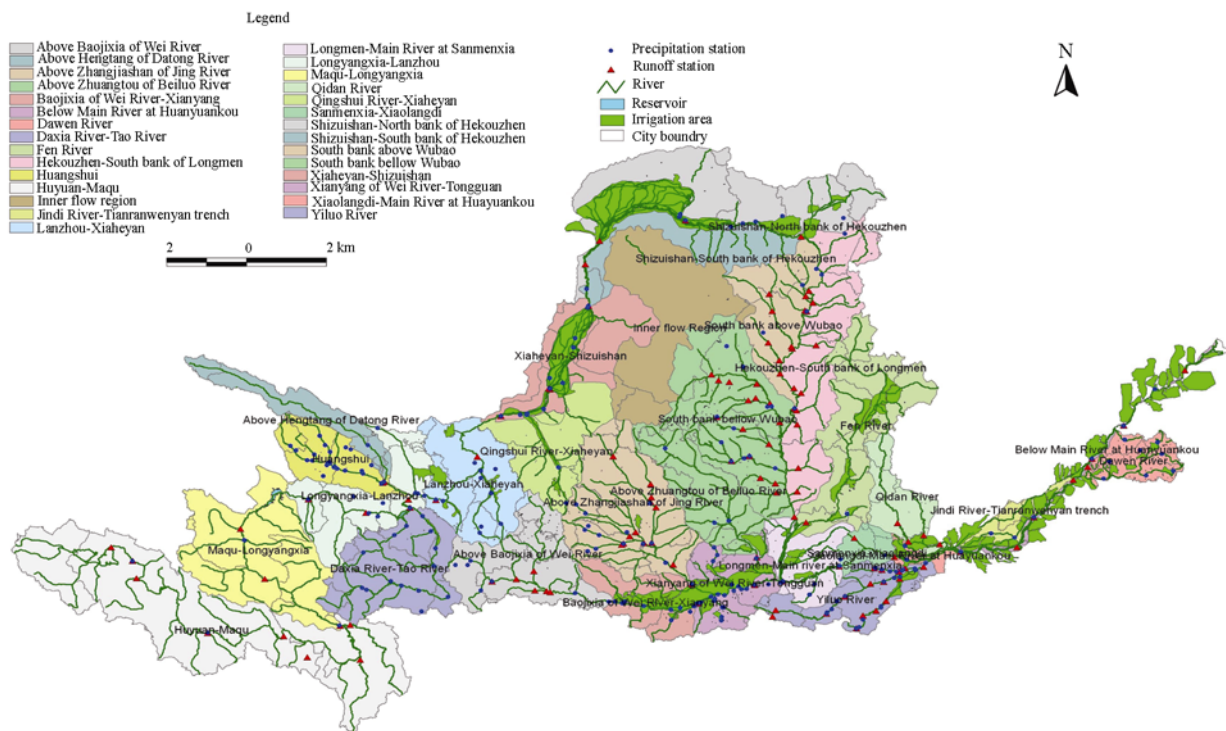 Legend
Above Baojixia of Wei River
Above Hengtang of Datong River
Above Zhangjiashan of Jing River
Above Zhuangtou of Beiluo River
Baojixia of Wei River-Xianyang
Below Main River at Huanyuankou
Dawen River
Daxia River-Tao River
Fen River
Hekouzhen-South bank of Longmen
Huangshui
Huyuan-Maqu
Inner flow region
Jindi River-Tianranwenyan trench
Lanzhou-Xiaheyan
Longmen-Main River at Sanmenxia
Longyangxia-Lanzhou
Maqu-Longyangxia
Qidan River
Qingshui River-Xiaheyan
Sanmenxia-Xiaolangdi
Shizuishan-North bank of Hekouzhen
Shizuishan-South bank of Hekouzhen
South bank above Wubao
South bank bellow Wubao
Xiaheyan-Shizuishan
Xianyang of Wei River-Tongguan
Xiaolangdi-Main River at Huayuankou
Yiluo River
Precipitation station
Runoff station
River
Reservoir
Irrigation area
City boundry
N
2 0 2 km
Shizuishan-North bank of Hekouzhen
Shizuishan-South bank of Hekouzhen
Inner flow Region
South bank above Wubao
Xiaheyan-Shizuishan
Hekouzhen-South bank of Longmen
Above Hengtang of Datong River
South bank bellow Wubao
Fen River
Huangshui
Qingshui River-Xiaheyan
Below Main River at Huanyuankou
Dawen River
Lanzhou-Xiaheyan
Above Zhuangtou of Beiluo River
Longyangxia-Lanzhou
Above Zhangjiashan of Jing River
Qidan River
Jindi River-Tianranwenyan trench
Maqu-Longyangxia
Above Baojixia of Wei River
Daxia River-Tao River
Longmen-Main river at Sanmenxia
Xianyang of Wei River-Tongguan
Baojixia of Wei River-Xianyang
Yiluo River
Huyuan-Maqu